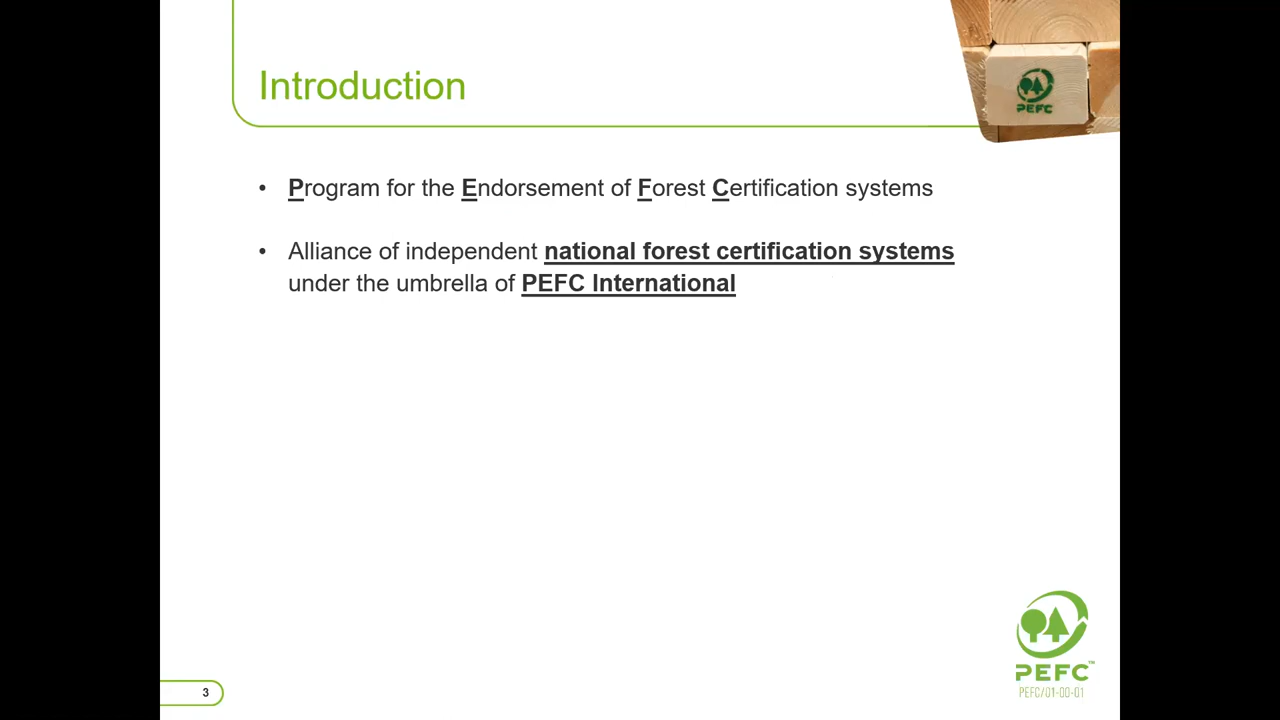 Introduction
PEFC
• Program for the Endorsement of Forest Certification systems
• Alliance of independent national forest certification systems
under the umbrella of PEFC International
PEFC™
PEFC/01-00-01
3